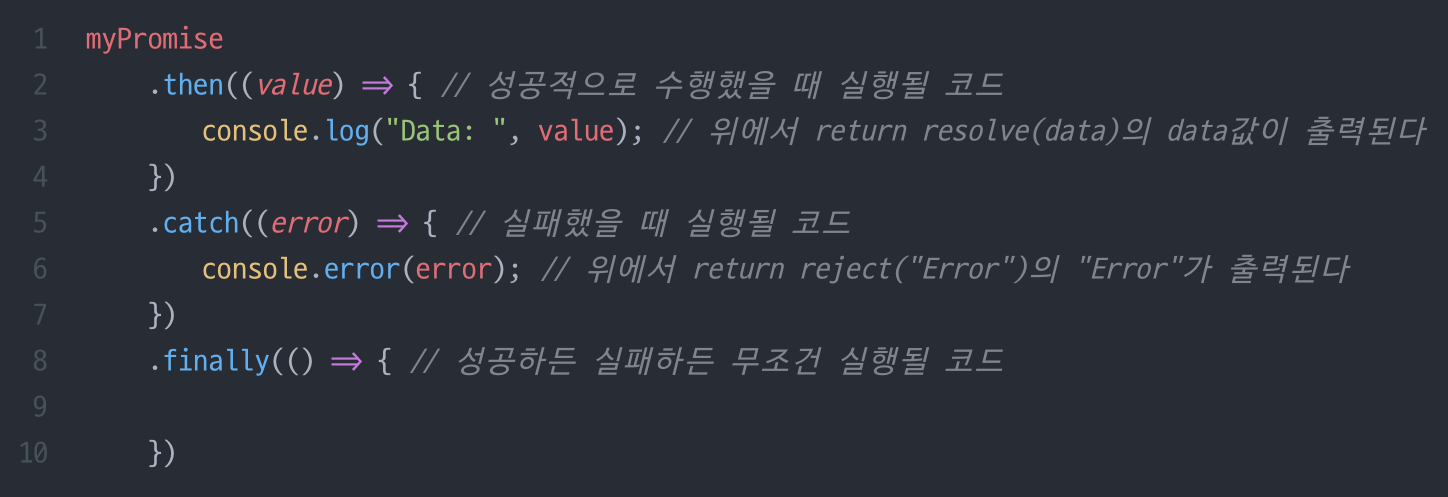 1 myPromise
2 .then((value) => { // 성공적으로 수행했을 때 실행될 코드
3 console.log("Data: ", value); // 위에서 return resolve(data)의 data값이 출력된다
4 })
5 .catch((error) => { // 실패했을 때 실행될 코드
6 console.error(error); // 위에서 return reject("Error")의 "Error"가 출력된다
7 })
8 .finally(() => { // 성공하든 실패하든 무조건 실행될 코드
9
10 })